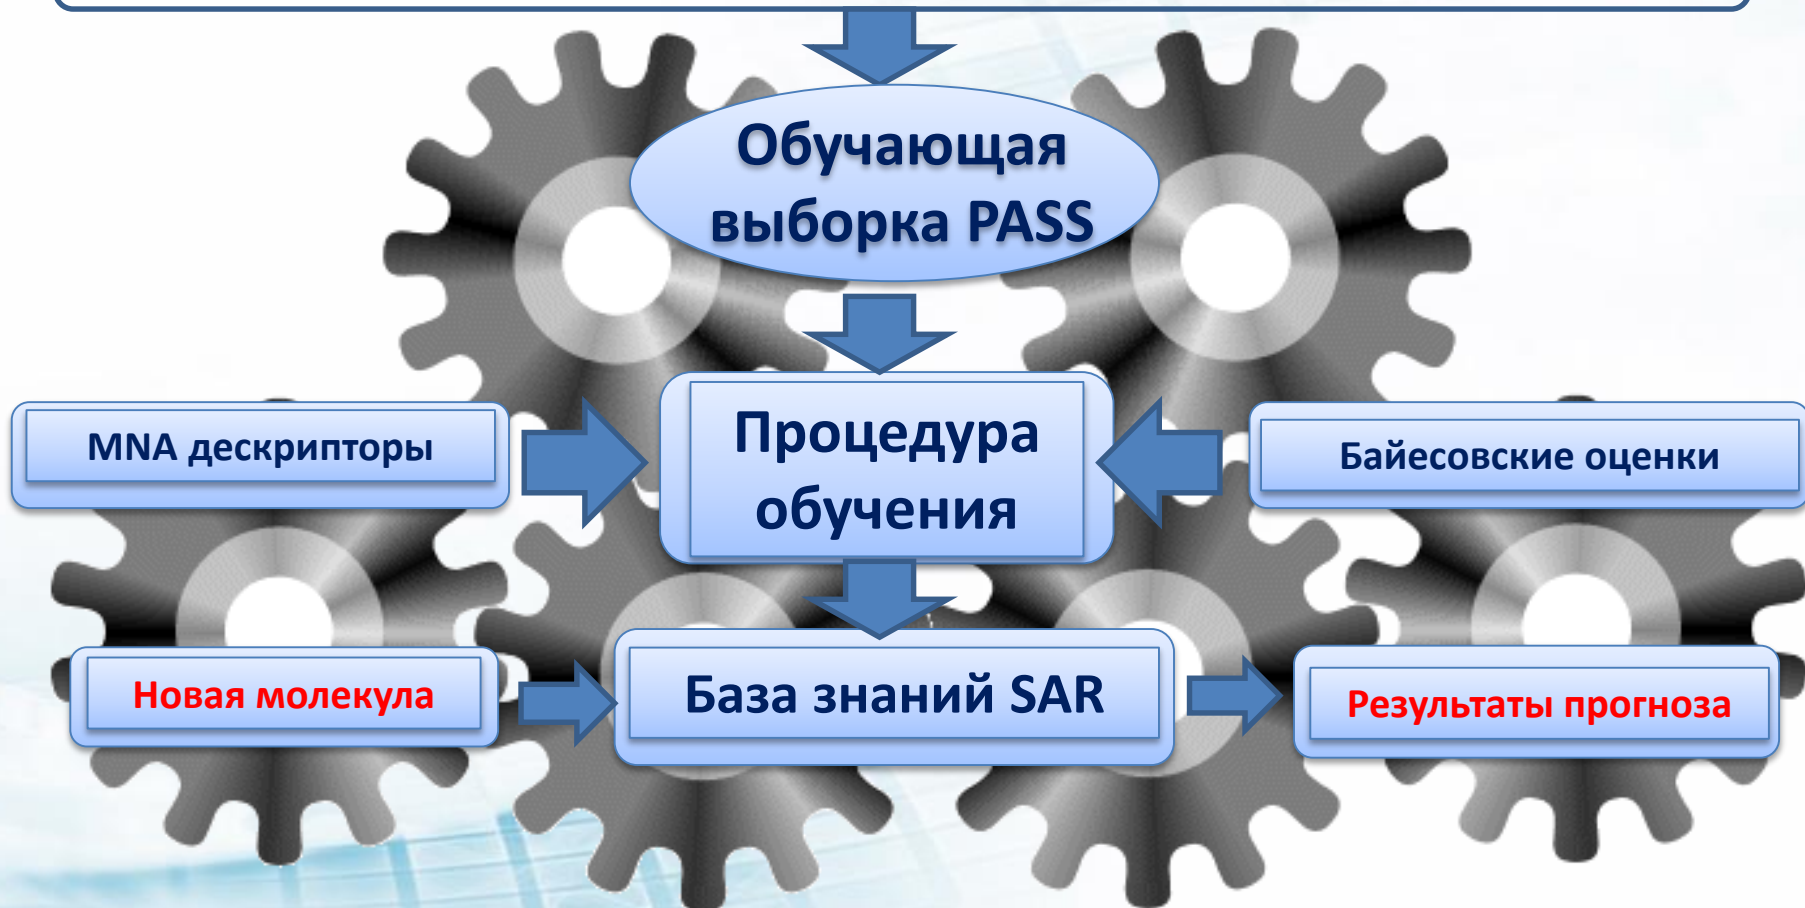 Обучающая
выборка PASS
Процедура
обучения
MNA дескрипторы
Байесовские оценки
Новая молекула
База знаний SAR
Результаты прогноза